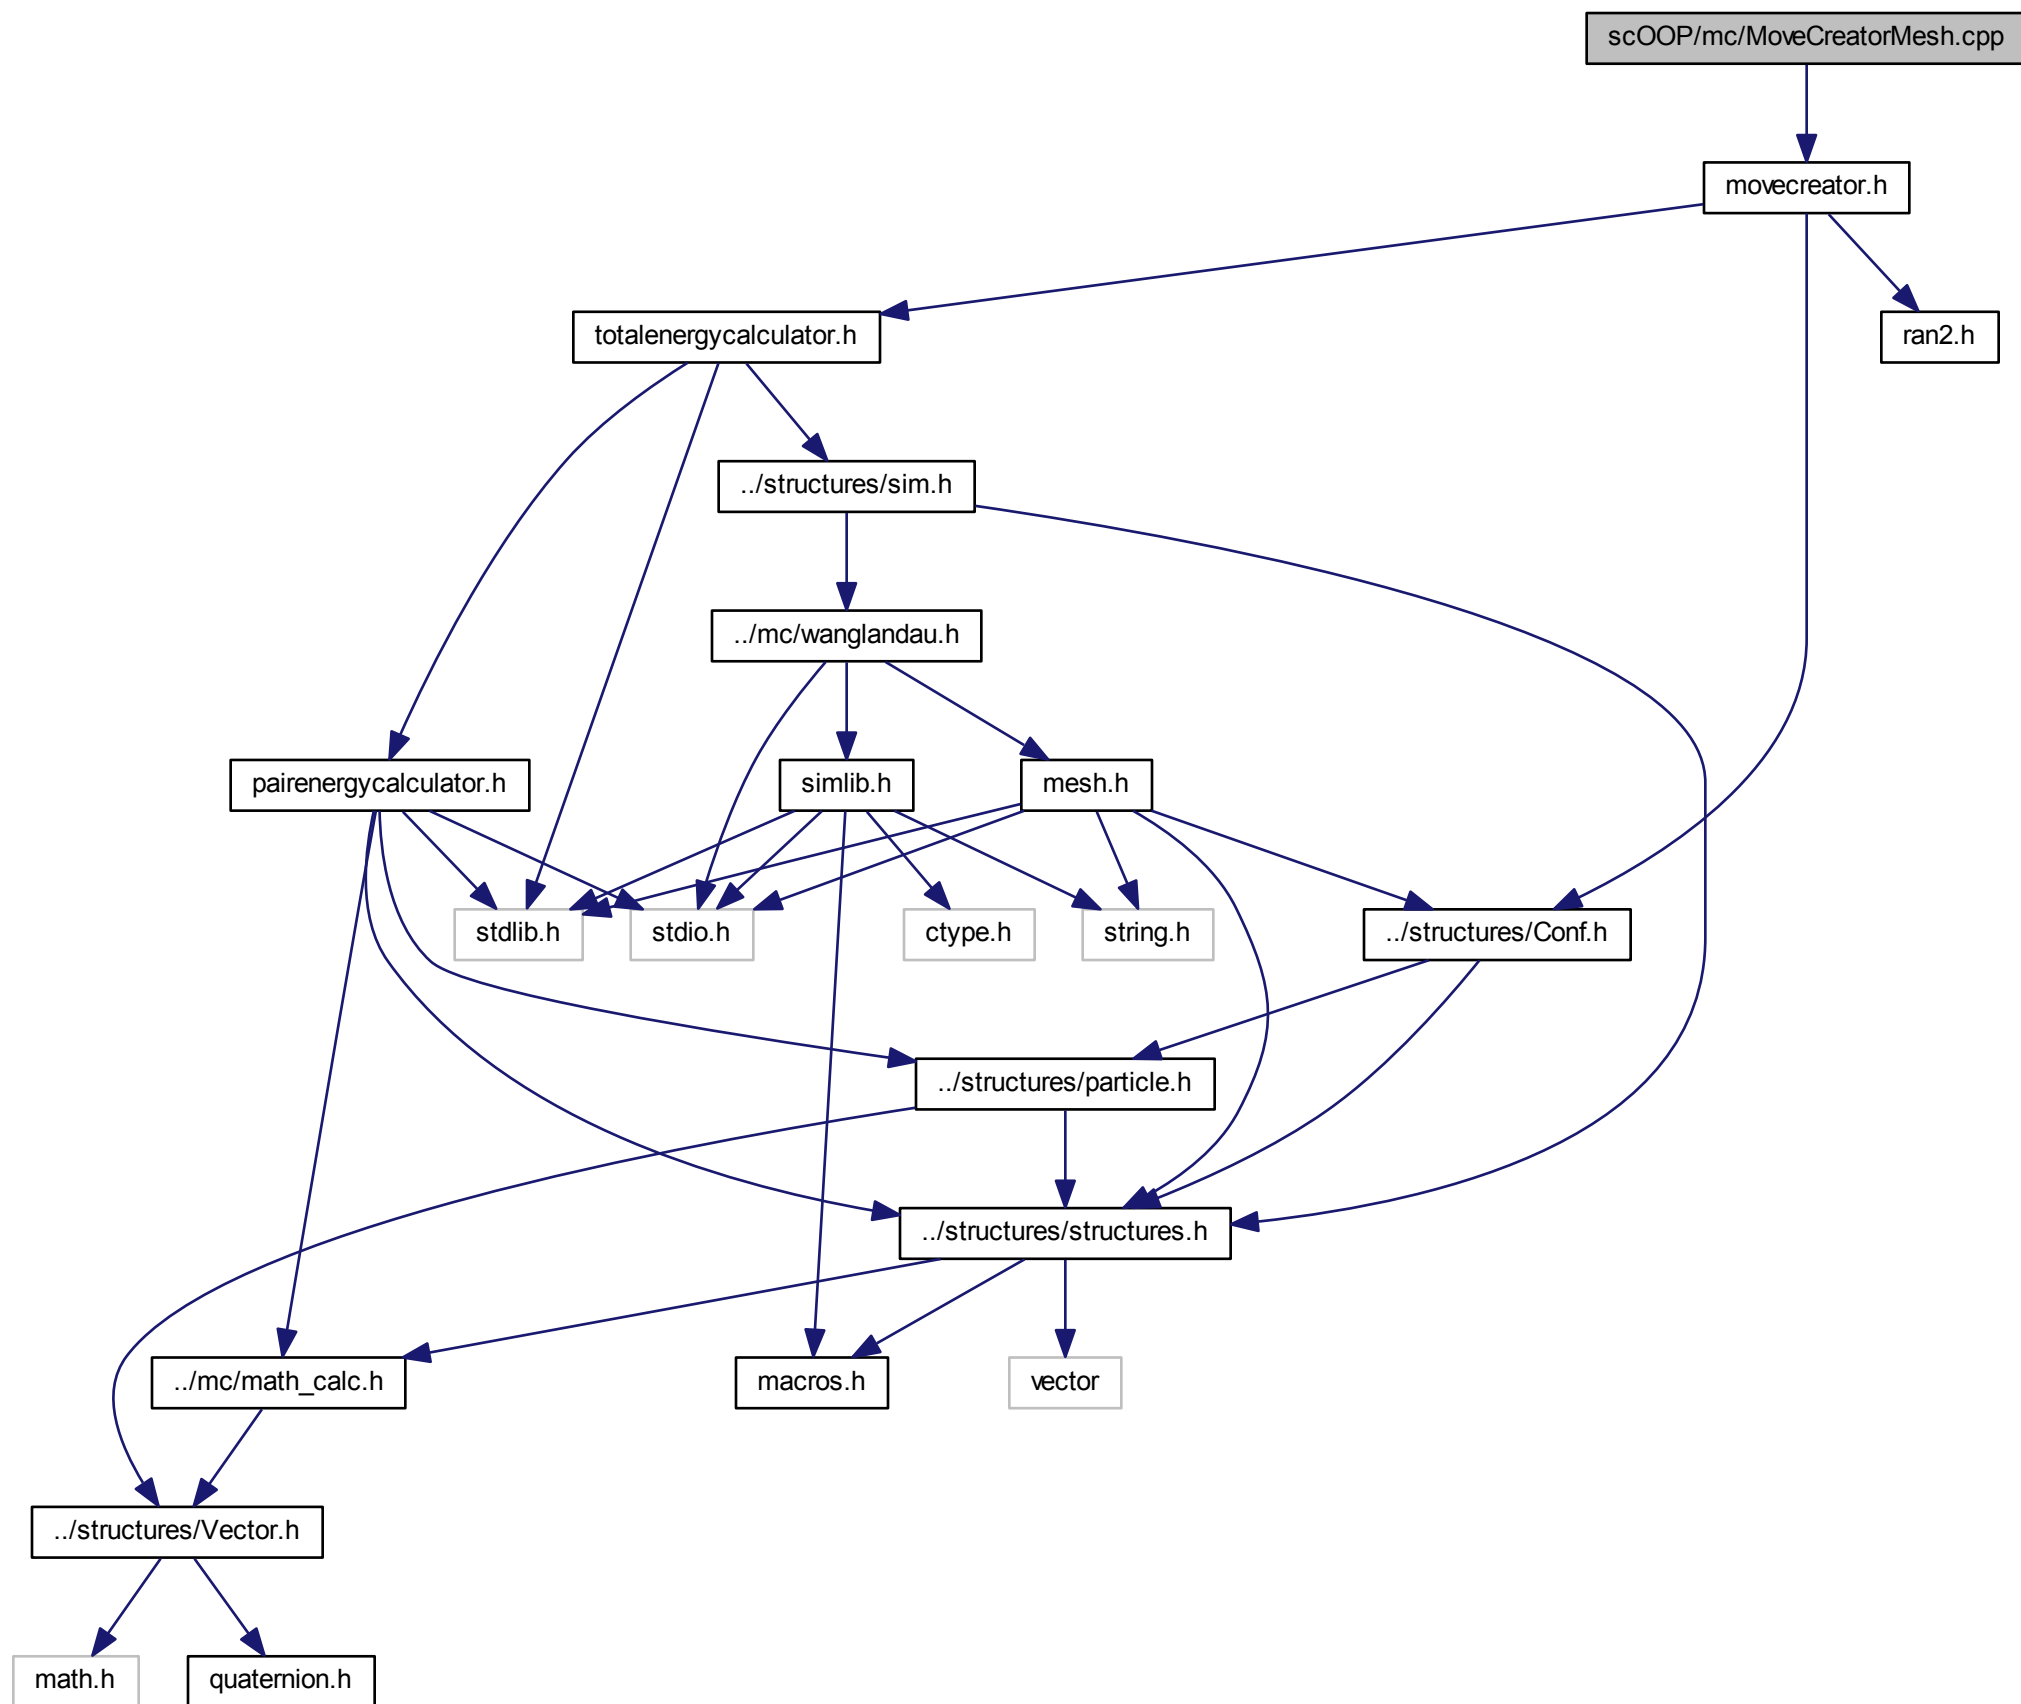 scOOP/mc/MoveCreatorMesh.cpp
movecreator.h
totalenergycalculator.h
ran2.h
../structures/sim.h
../mc/wanglandau.h
pairenergycalculator.h
simlib.h
mesh.h
stdlib.h
stdio.h
ctype.h
string.h
../structures/Conf.h
../structures/particle.h
../structures/structures.h
../mc/math_calc.h
macros.h
vector
../structures/Vector.h
math.h
quaternion.h